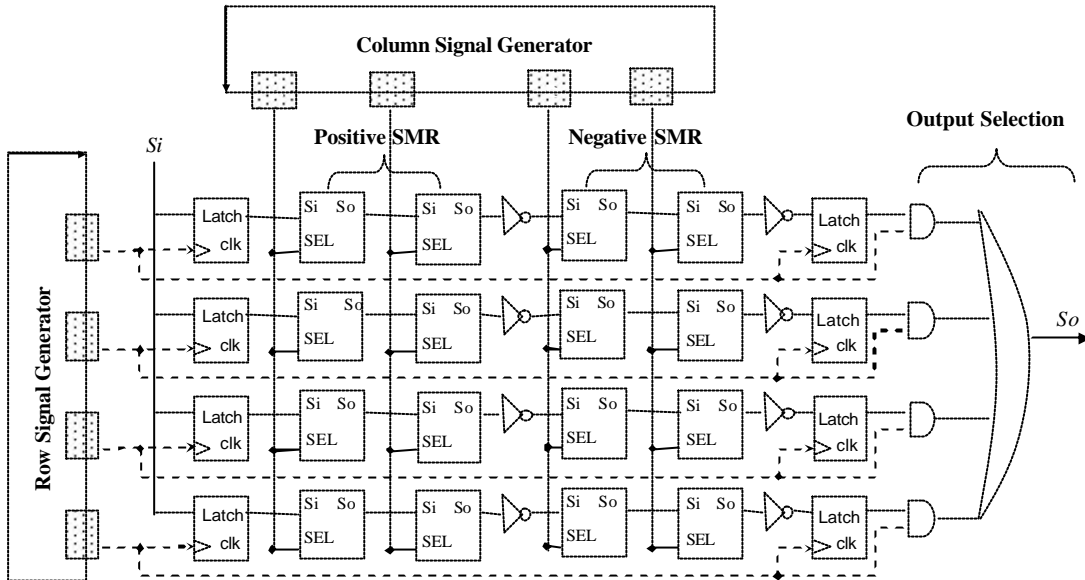 Column Signal Generator
Output Selection
Positive SMR
Negative SMR
Si
Row Signal Generator
Latch
clk
Si So
SEL
Si So
SEL
Si So
SEL
Si So
SEL
Latch
clk
Latch
clk
Si So
SEL
Si So
SEL
Si So
SEL
Si So
SEL
Latch
clk
So
Latch
clk
Si So
SEL
Si So
SEL
Si So
SEL
Si So
SEL
Latch
clk
Latch
clk
Si So
SEL
Si So
SEL
Si So
SEL
Si So
SEL
Latch
clk